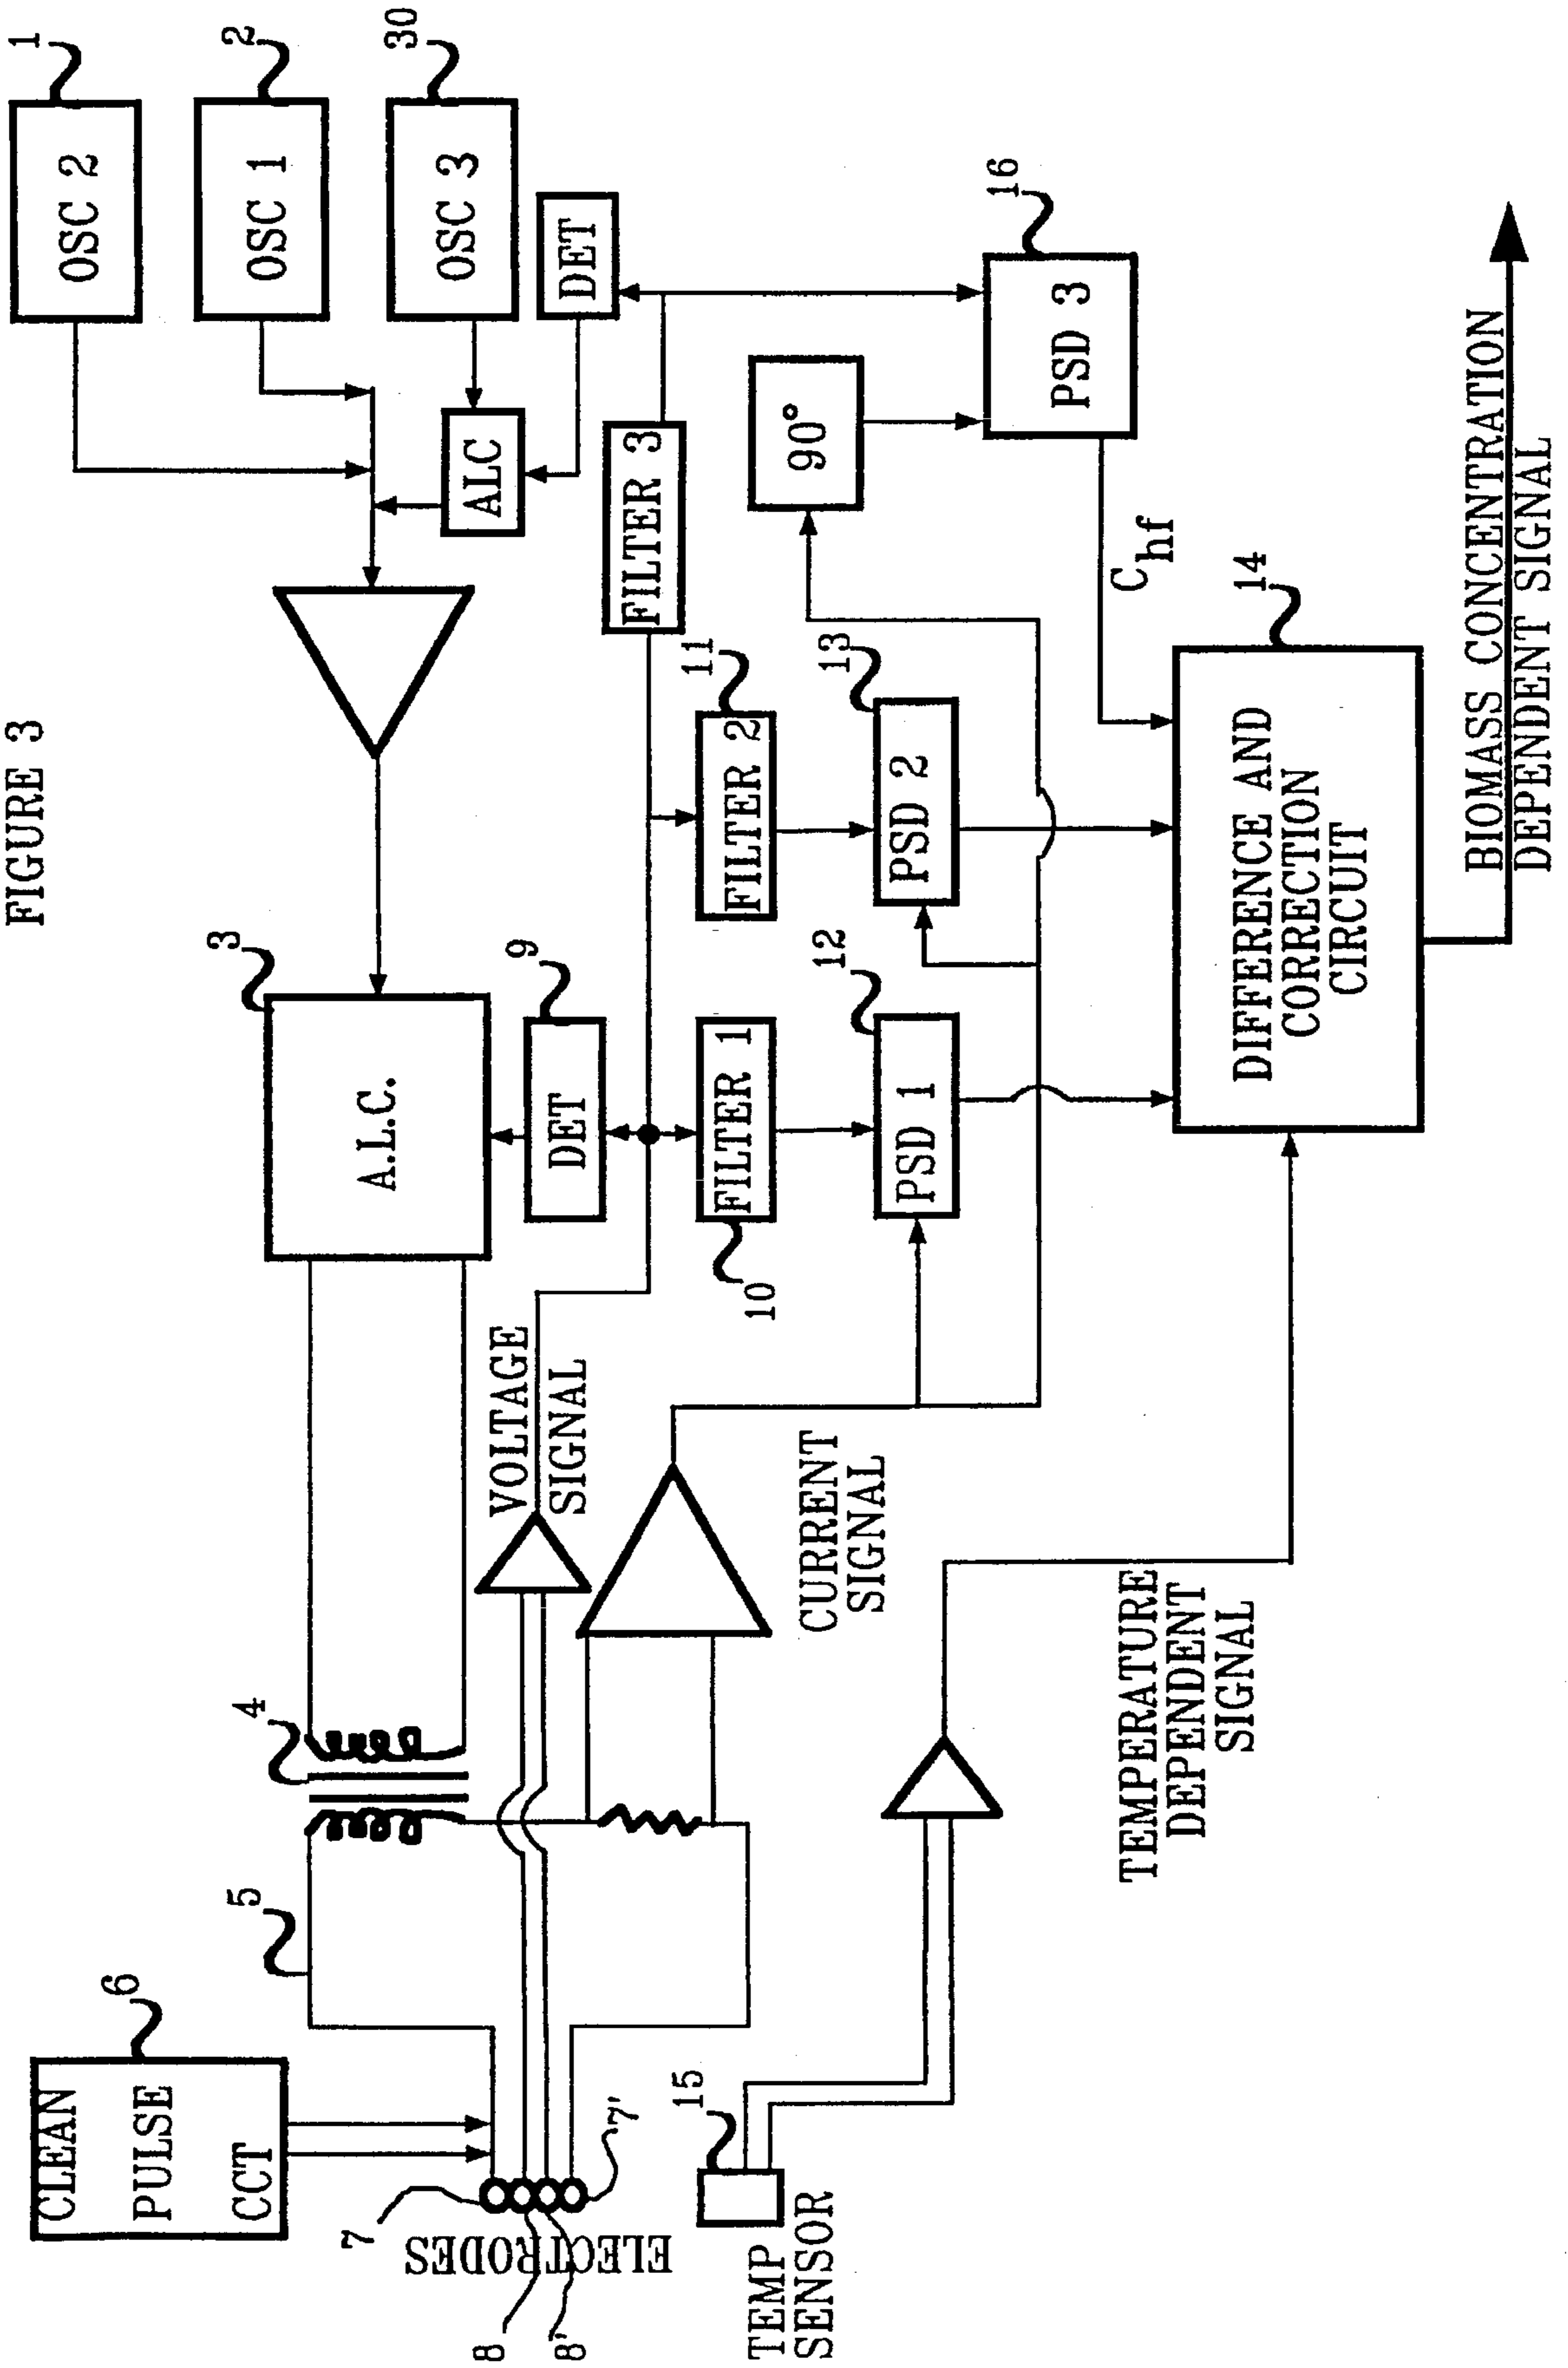 FIGURE 3
CLEAN
PULSE
CCT
6
5
4
3
A.L.C.
OSC 2
1
OSC 1
2
OSC 3
30
ALC
DET
7
8
8'
7'
ELECTRODES
VOLTAGE
SIGNAL
DET
9
FILTER 1
10
FILTER 2
11
FILTER 3
90°
PSD 1
12
PSD 2
13
PSD 3
16
CURRENT
SIGNAL
Chf
TEMP
SENSOR
15
TEMPERATURE
DEPENDENT
SIGNAL
DIFFERENCE AND
CORRECTION
CIRCUIT
14
BIOMASS CONCENTRATION
DEPENDENT SIGNAL